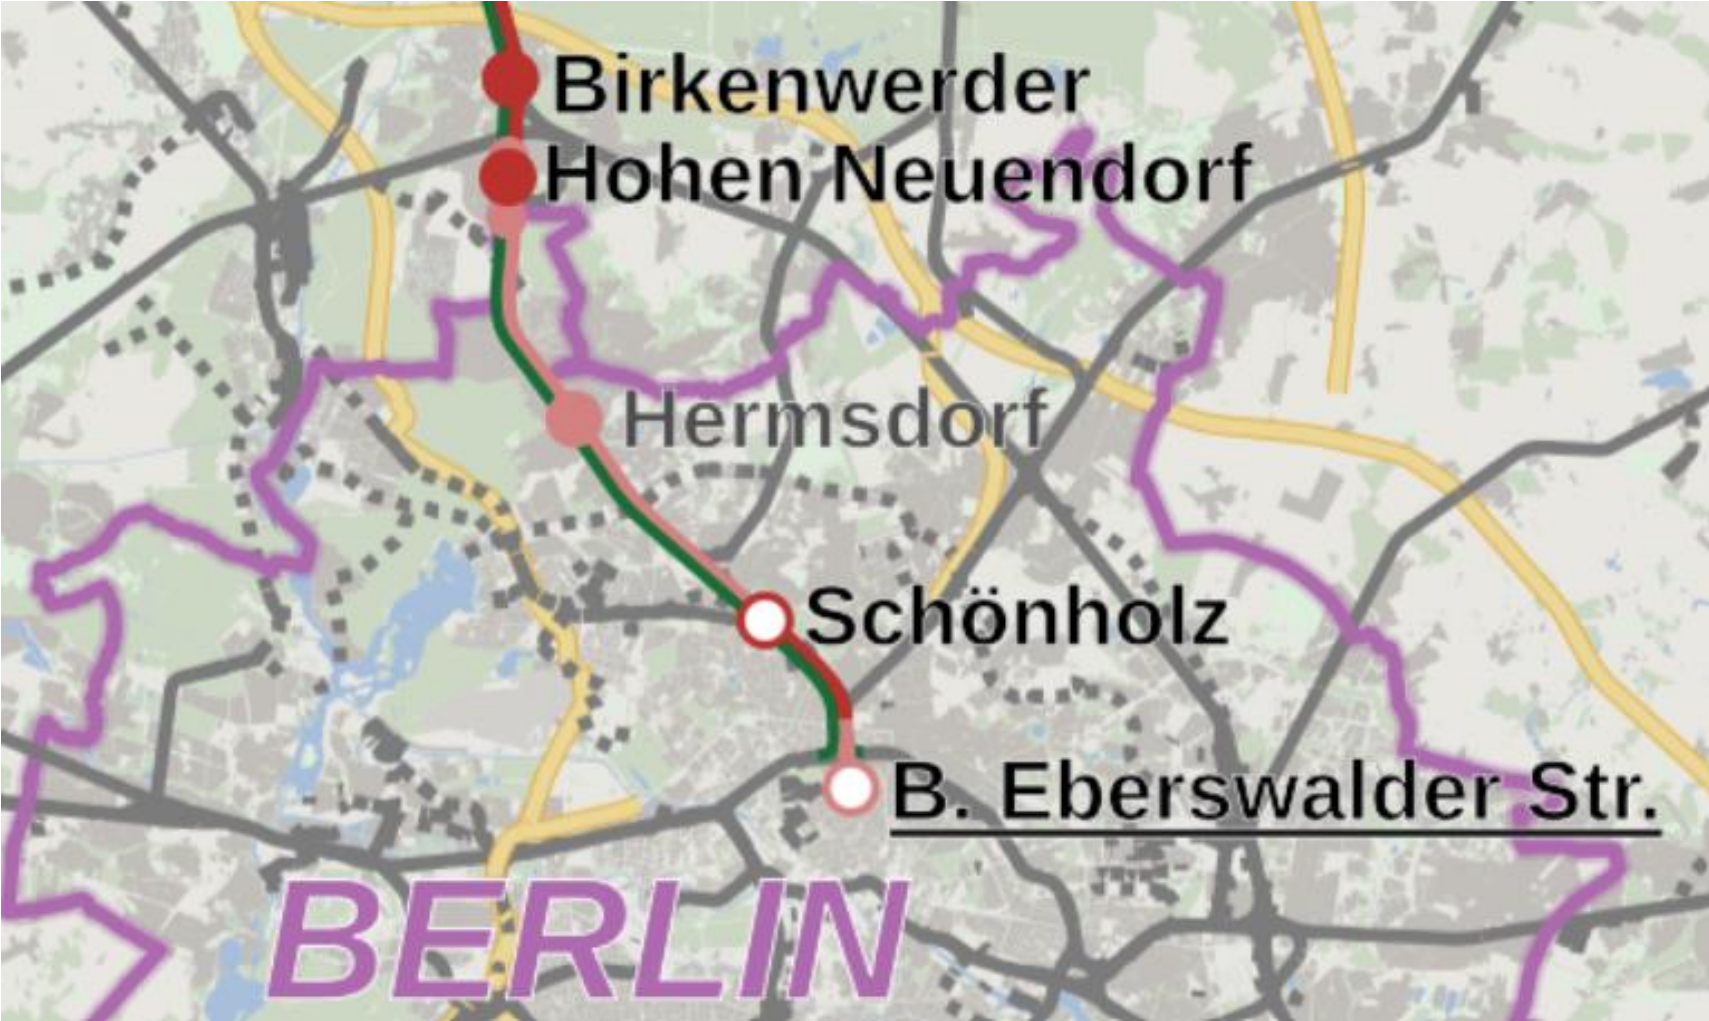 Birkenwerder
Hohen Neuendorf
Hermsdorf
Schönholz
B. Eberswalder Str.
BERLIN